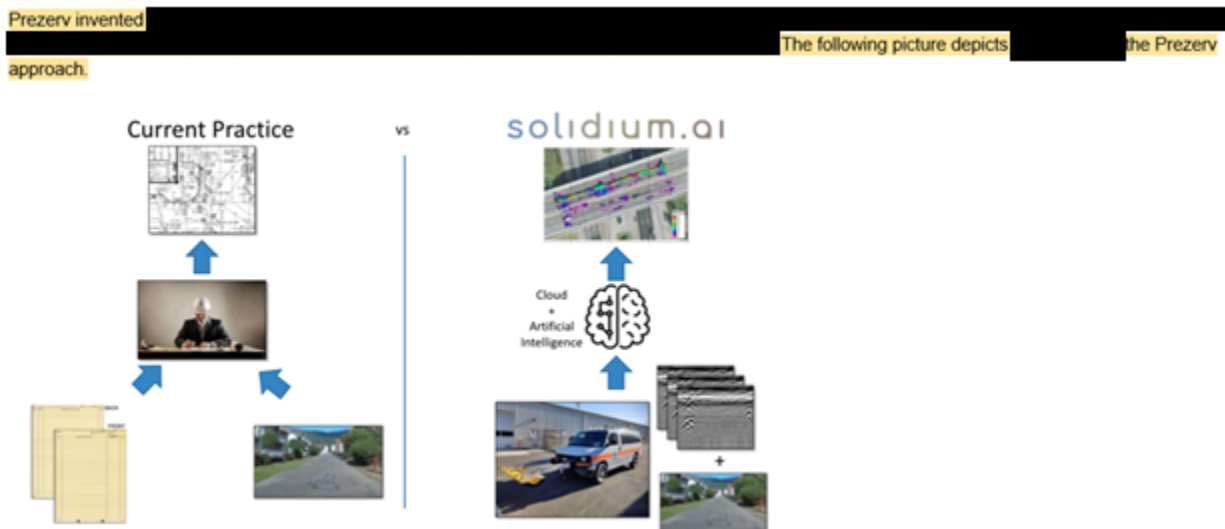 Prezerv invented
The following picture depicts the Prezerv
approach.
Current Practice vs solidium.ai
Cloud
+
Artificial
Intelligence
+